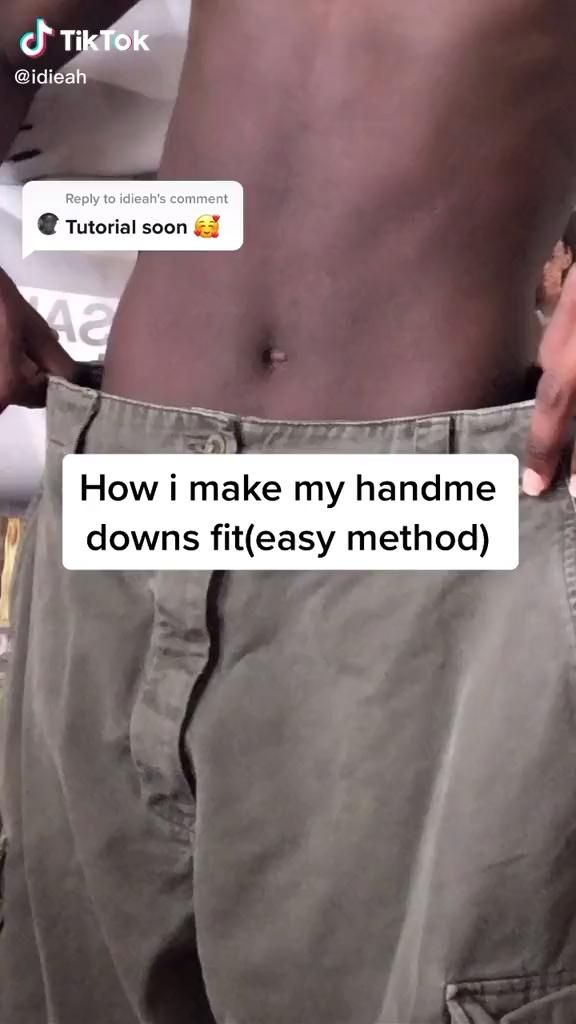 TikTok
@idieah
Reply to idieah's comment
Tutorial soon 🥰
How i make my handme
downs fit(easy method)